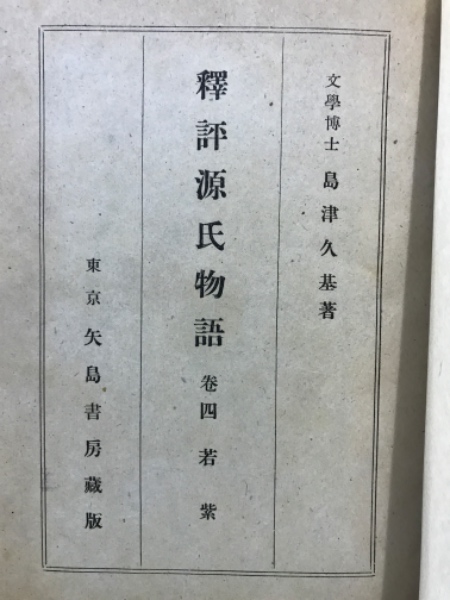 文學博士 島津久基著
釋評源氏物語 卷四 若紫
東京 矢島書房藏版